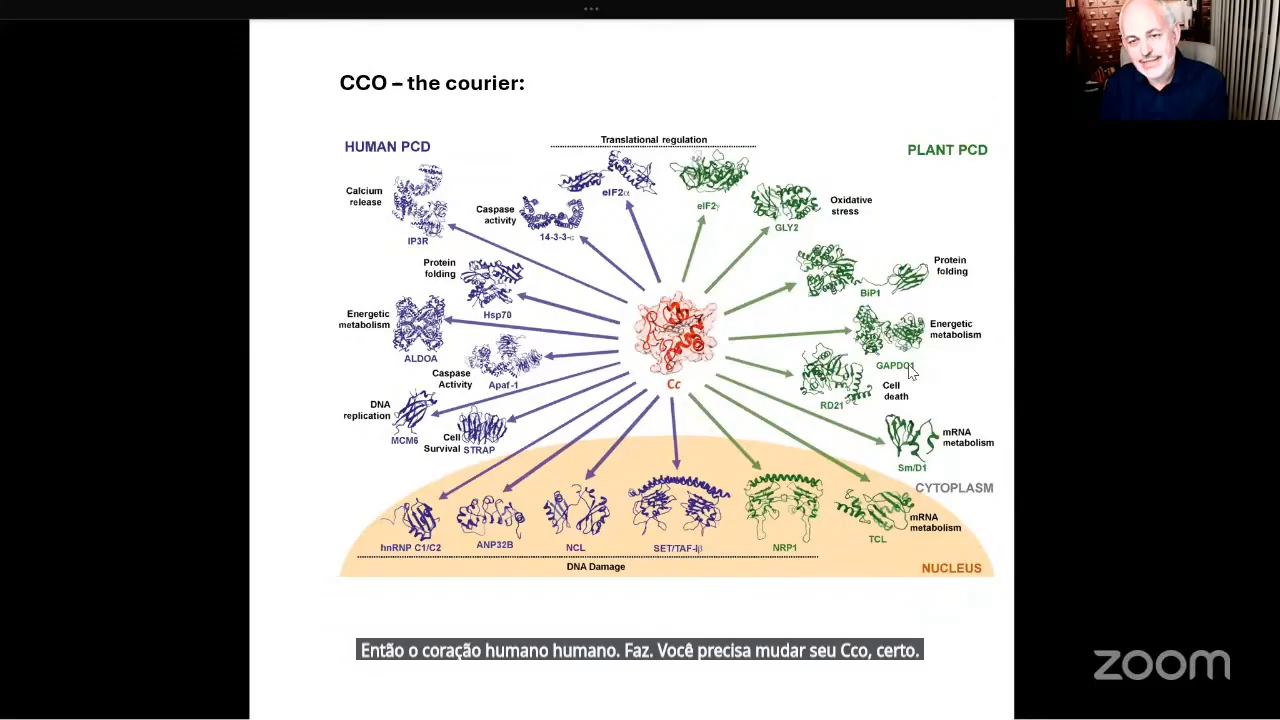 CCO – the courier:
Translational regulation
HUMAN PCD
PLANT PCD
Calcium
release
IP3R
Caspase
activity
14-3-3-ε
eIF2α
eIF2γ
GLY2
Oxidative
stress
Protein
folding
Hsp70
BiP1
Protein
folding
Energetic
metabolism
ALDOA
GAPDC1
Energetic
metabolism
Caspase
Activity
Apaf-1
Cc
RD21
Cell
death
DNA
replication
MCM6
Cell
Survival
STRAP
Sm/D1
mRNA
metabolism
CYTOPLASM
hnRNP C1/C2
ANP32B
NCL
SET/TAF-Iβ
NRP1
TCL
mRNA
metabolism
DNA Damage
NUCLEUS
Então o coração humano humano. Faz. Você precisa mudar seu Cco, certo.
zoom